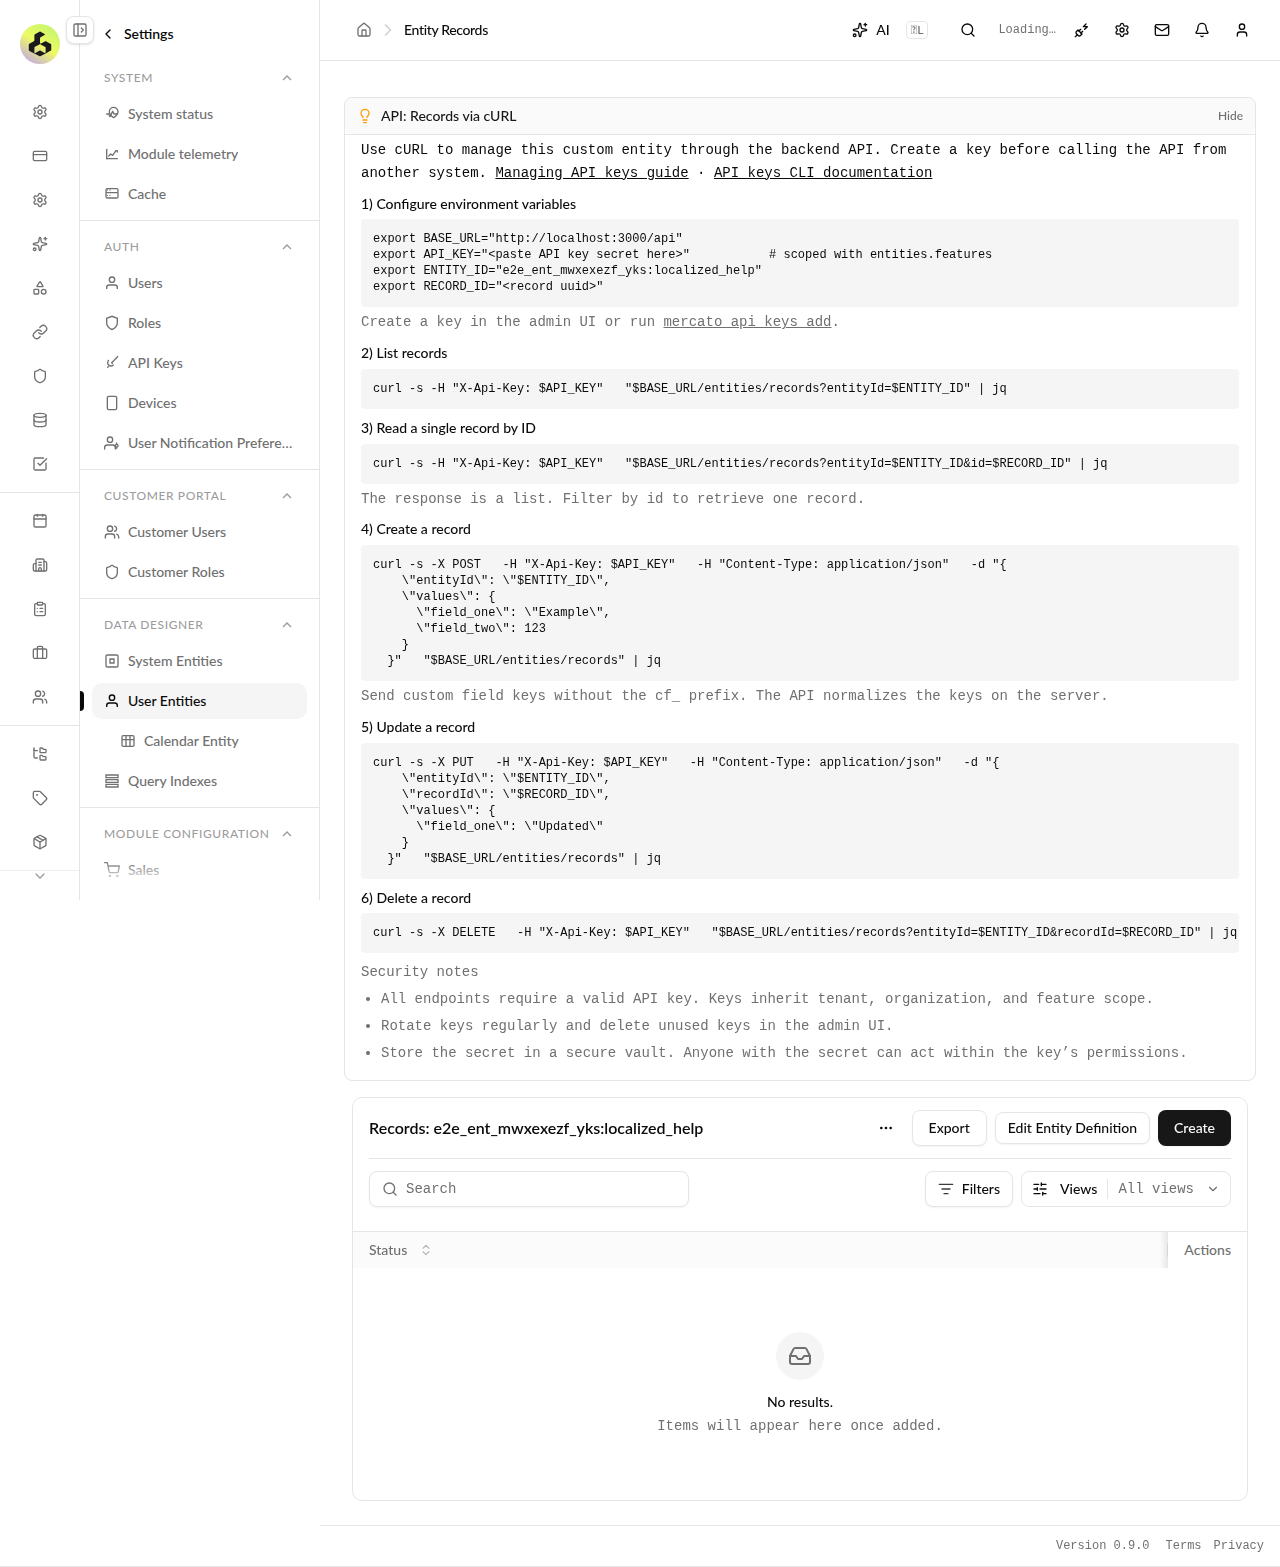 Settings
SYSTEM
System status
Module telemetry
Cache
AUTH
Users
Roles
API Keys
Devices
User Notification Prefere...
CUSTOMER PORTAL
Customer Users
Customer Roles
DATA DESIGNER
System Entities
User Entities
Calendar Entity
Query Indexes
MODULE CONFIGURATION
Sales
Entity Records
AI
L
Loading…
API: Records via cURL
Hide
Use cURL to manage this custom entity through the backend API. Create a key before calling the API from
another system. Managing API keys guide · API keys CLI documentation
1) Configure environment variables
export BASE_URL="http://localhost:3000/api"
export API_KEY="<paste API key secret here>"           # scoped with entities.features
export ENTITY_ID="e2e_ent_mwxexezf_yks:localized_help"
export RECORD_ID="<record uuid>"
Create a key in the admin UI or run mercato api keys add.
2) List records
curl -s -H "X-Api-Key: $API_KEY"   "$BASE_URL/entities/records?entityId=$ENTITY_ID" | jq
3) Read a single record by ID
curl -s -H "X-Api-Key: $API_KEY"   "$BASE_URL/entities/records?entityId=$ENTITY_ID&id=$RECORD_ID" | jq
The response is a list. Filter by id to retrieve one record.
4) Create a record
curl -s -X POST   -H "X-Api-Key: $API_KEY"   -H "Content-Type: application/json"   -d "{
    \"entityId\": \"$ENTITY_ID\",
    \"values\": {
      \"field_one\": \"Example\",
      \"field_two\": 123
    }
  }"   "$BASE_URL/entities/records" | jq
Send custom field keys without the cf_ prefix. The API normalizes the keys on the server.
5) Update a record
curl -s -X PUT   -H "X-Api-Key: $API_KEY"   -H "Content-Type: application/json"   -d "{
    \"entityId\": \"$ENTITY_ID\",
    \"recordId\": \"$RECORD_ID\",
    \"values\": {
      \"field_one\": \"Updated\"
    }
  }"   "$BASE_URL/entities/records" | jq
6) Delete a record
curl -s -X DELETE   -H "X-Api-Key: $API_KEY"   "$BASE_URL/entities/records?entityId=$ENTITY_ID&recordId=$RECORD_ID" | jq
Security notes
• All endpoints require a valid API key. Keys inherit tenant, organization, and feature scope.
• Rotate keys regularly and delete unused keys in the admin UI.
• Store the secret in a secure vault. Anyone with the secret can act within the key’s permissions.
Records: e2e_ent_mwxexezf_yks:localized_help
Export
Edit Entity Definition
Create
Search
Filters
Views
All views
Status
Actions
No results.
Items will appear here once added.
Version 0.9.0
Terms
Privacy